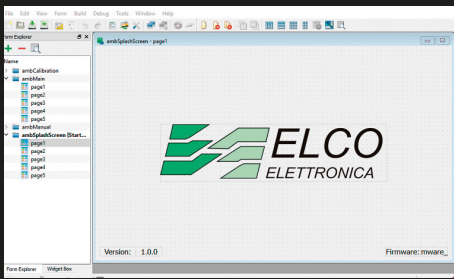 File Edit View Form Build Debug Tools Window Help
Form Explorer
ambSplashScreen - page1
Name
ambCalibration
ambMain
page1
page2
page3
page4
page5
ambManual
ambSplashScreen [Start...
page1
page2
page3
page4
page5
ELCO
ELETTRONICA
Version: 1.0.0
Firmware: mware_
Form Explorer Widget Box